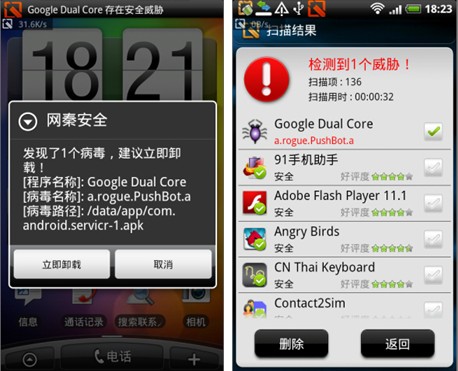 Google Dual Core 存在安全威胁
31.6K/s
18 21
网秦安全
发现了1个病毒，建议立即卸
载！
[程序名称]: Google Dual Core
[病毒名称]: a.rogue.PushBot.a
[病毒路径]: /data/app/com.
android.servicr-1.apk
立即卸载
取消
信息
通话记录
搜索联系..
相机
电话
18:23
0B/s
扫描结果
检测到1个威胁！
扫描项 : 136
扫描用时 : 00:00:32
Google Dual Core
a.rogue.PushBot.a
91手机助手
安全
好评度
Adobe Flash Player 11.1
安全
好评度
Angry Birds
安全
好评度
CN Thai Keyboard
安全
好评度
Contact2Sim
安全
好评度
删除
返回